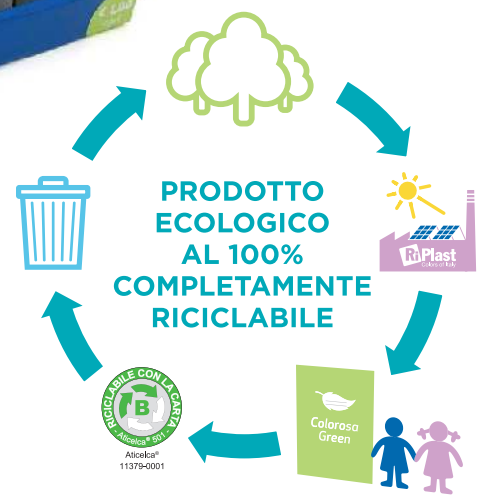 PRODOTTO
ECOLOGICO
AL 100%
COMPLETAMENTE
RICICLABILE
RiPlast
Colors of Italy
Colorosa
Green
RICICLABILE CON LA CARTA
B
- Aticelca® 501 -
Aticelca®
11379-0001